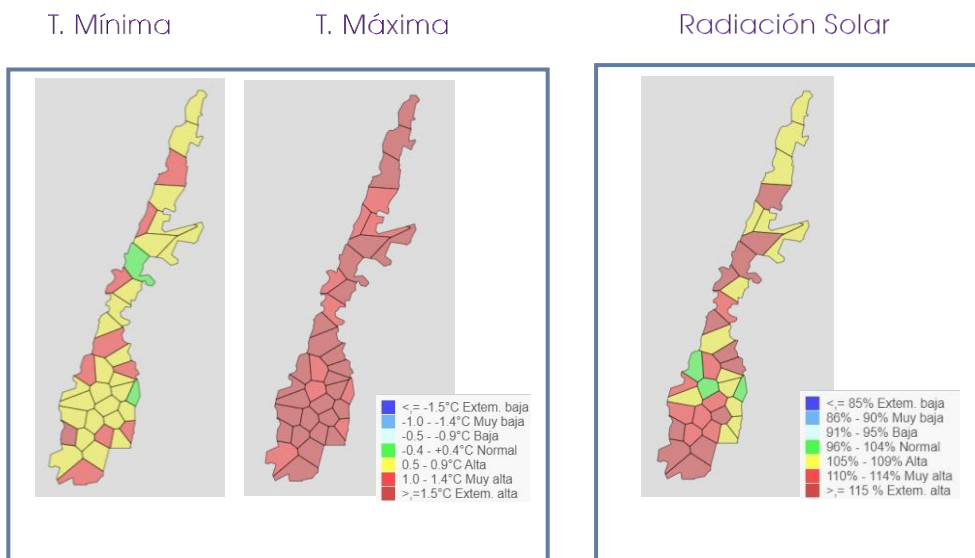 T. Mínima
T. Máxima
Radiación Solar
<,= -1.5°C Extem. baja
-1.0 - -1.4°C Muy baja
-0.5 - -0.9°C Baja
-0.4 - +0.4°C Normal
0.5 - 0.9°C Alta
1.0 - 1.4°C Muy alta
>,=1.5°C Extem. alta
<,= 85% Extem. baja
86% - 90% Muy baja
91% - 95% Baja
96% - 104% Normal
105% - 109% Alta
110% - 114% Muy alta
>,= 115 % Extem. alta